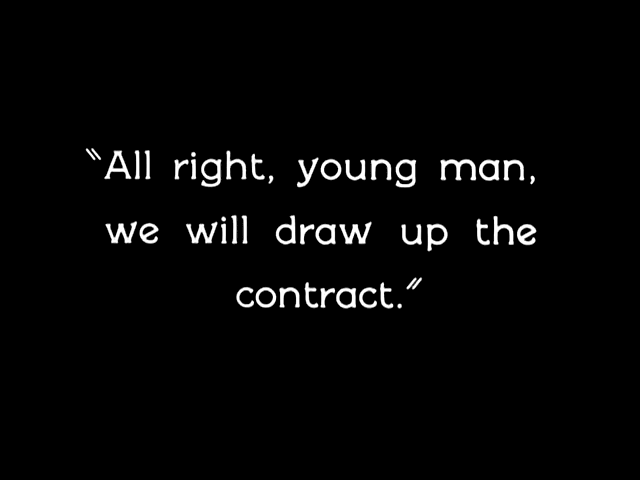 "All right, young man,
we will draw up the
contract."